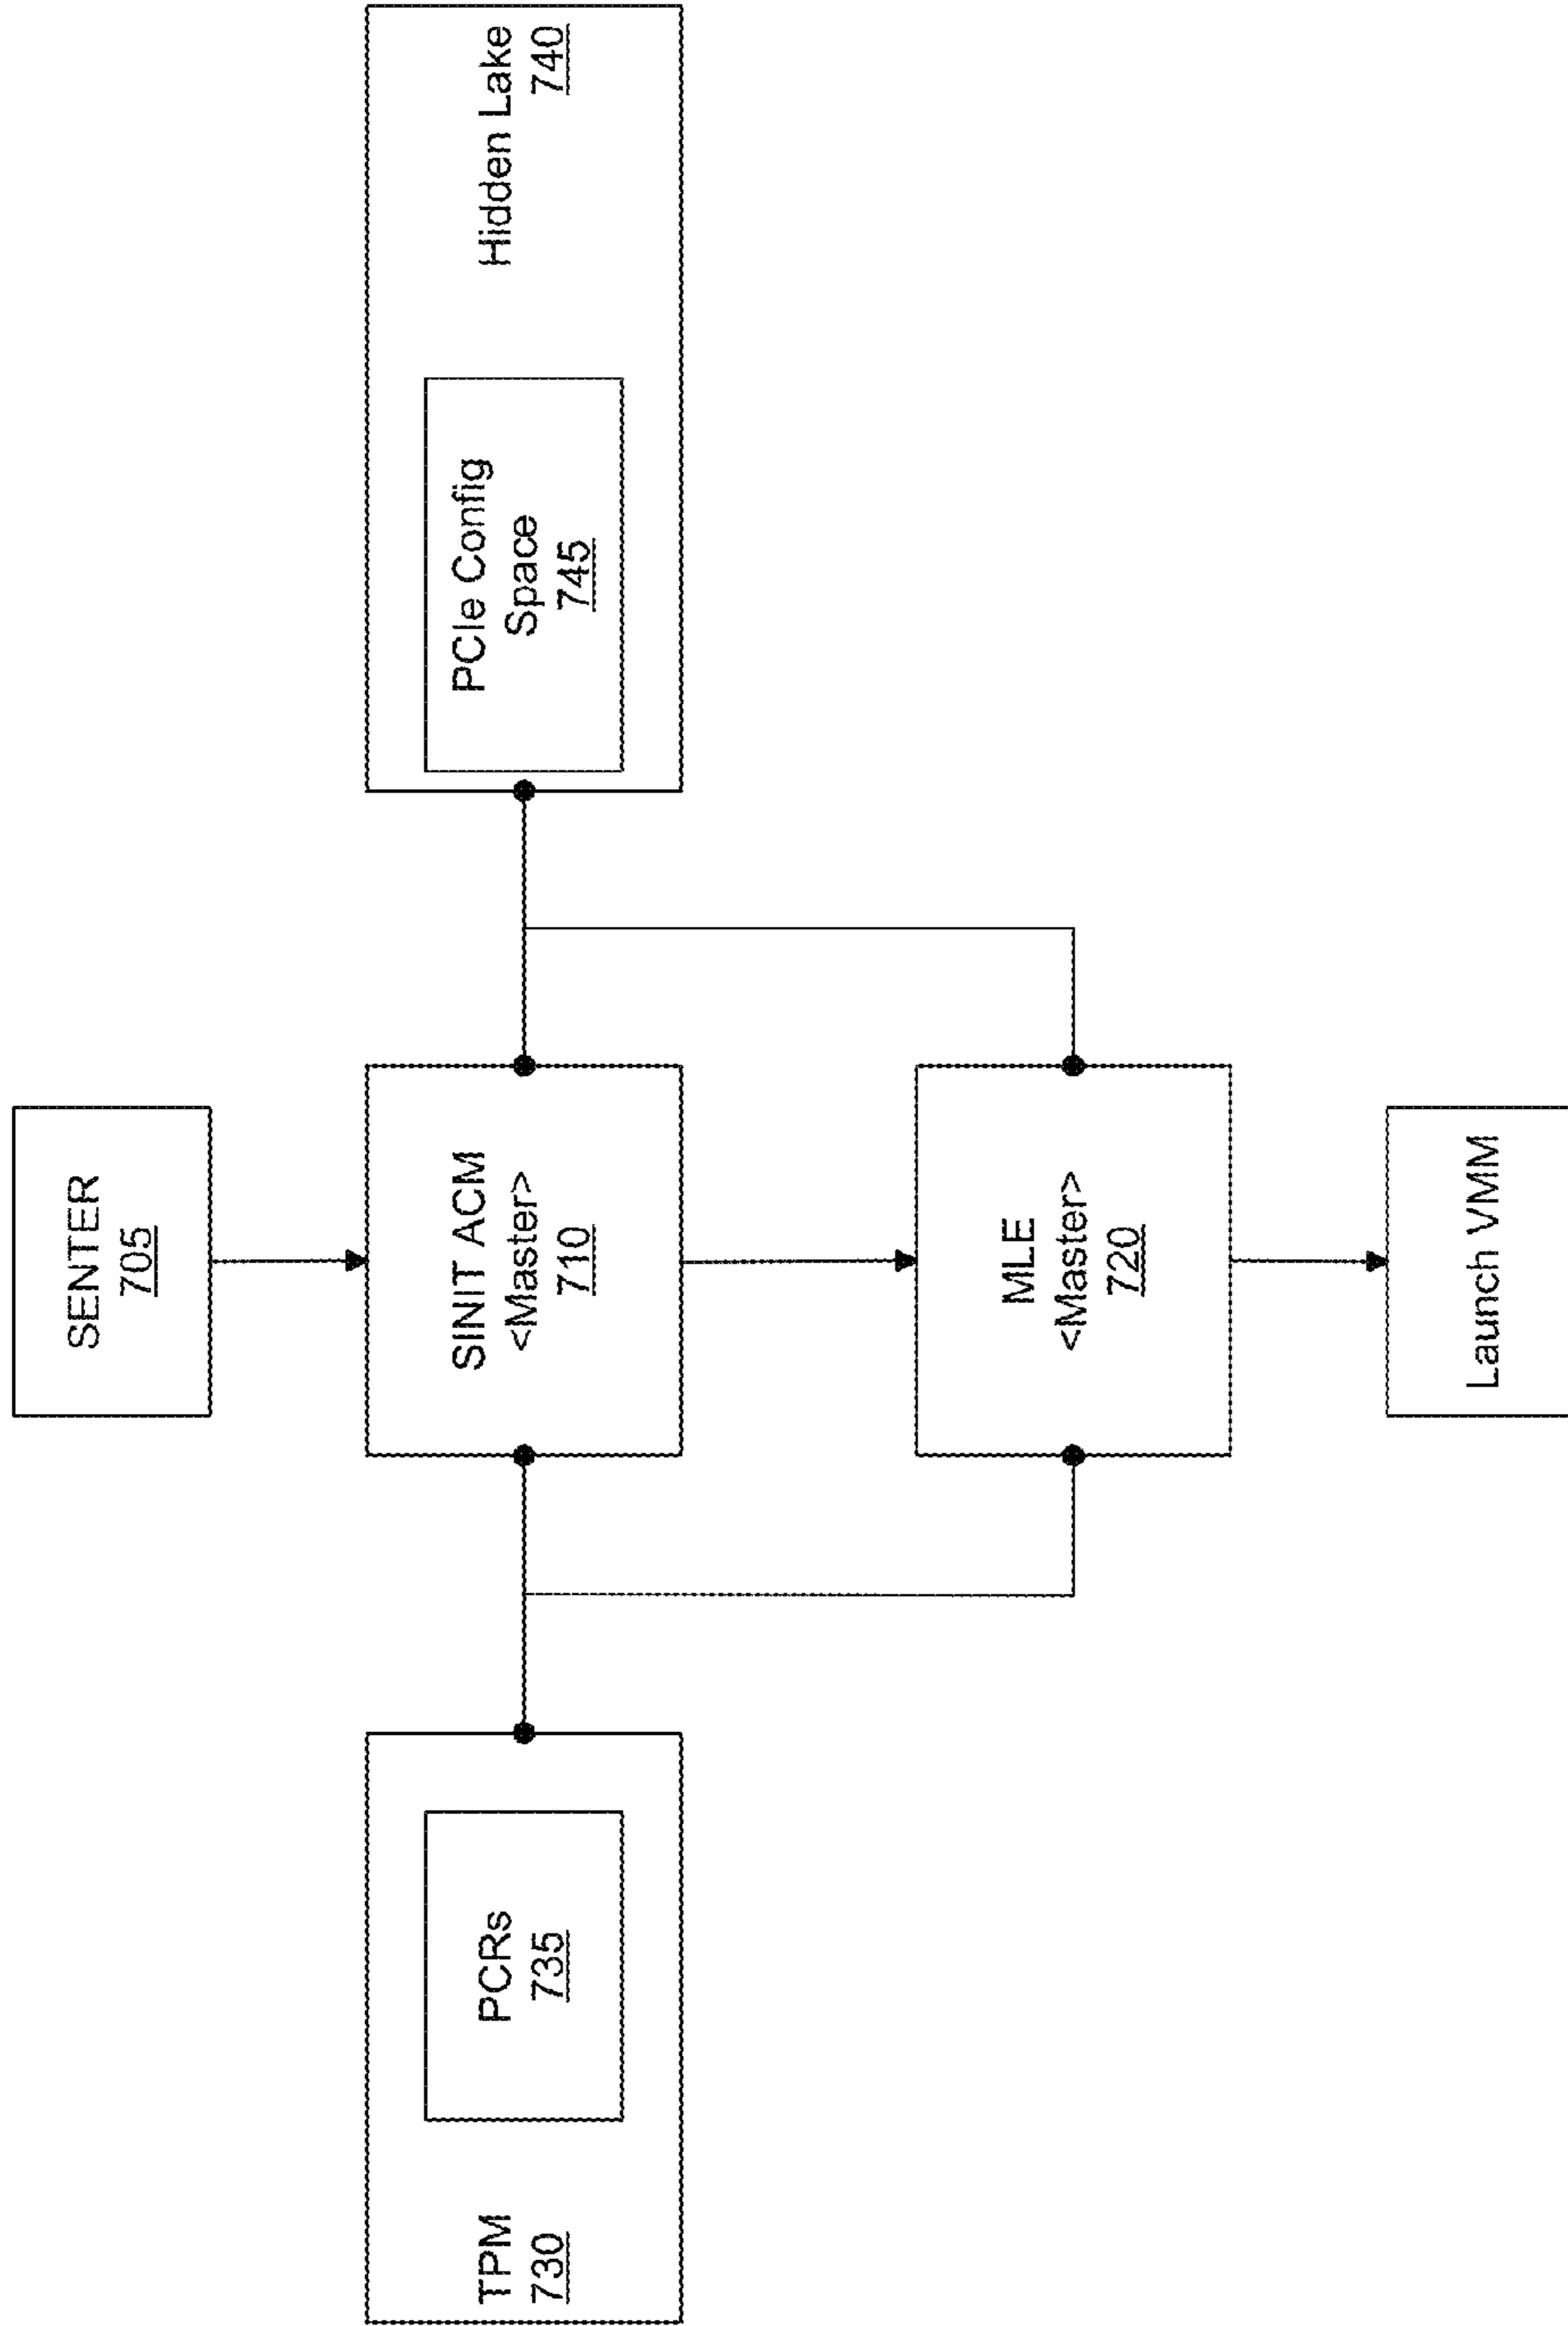 SENTER
705
TPM
730
PCRs
735
SINIT ACM
<Master>
710
PCIe Config
Space
745
Hidden Lake
740
MLE
<Master>
720
Launch VMM